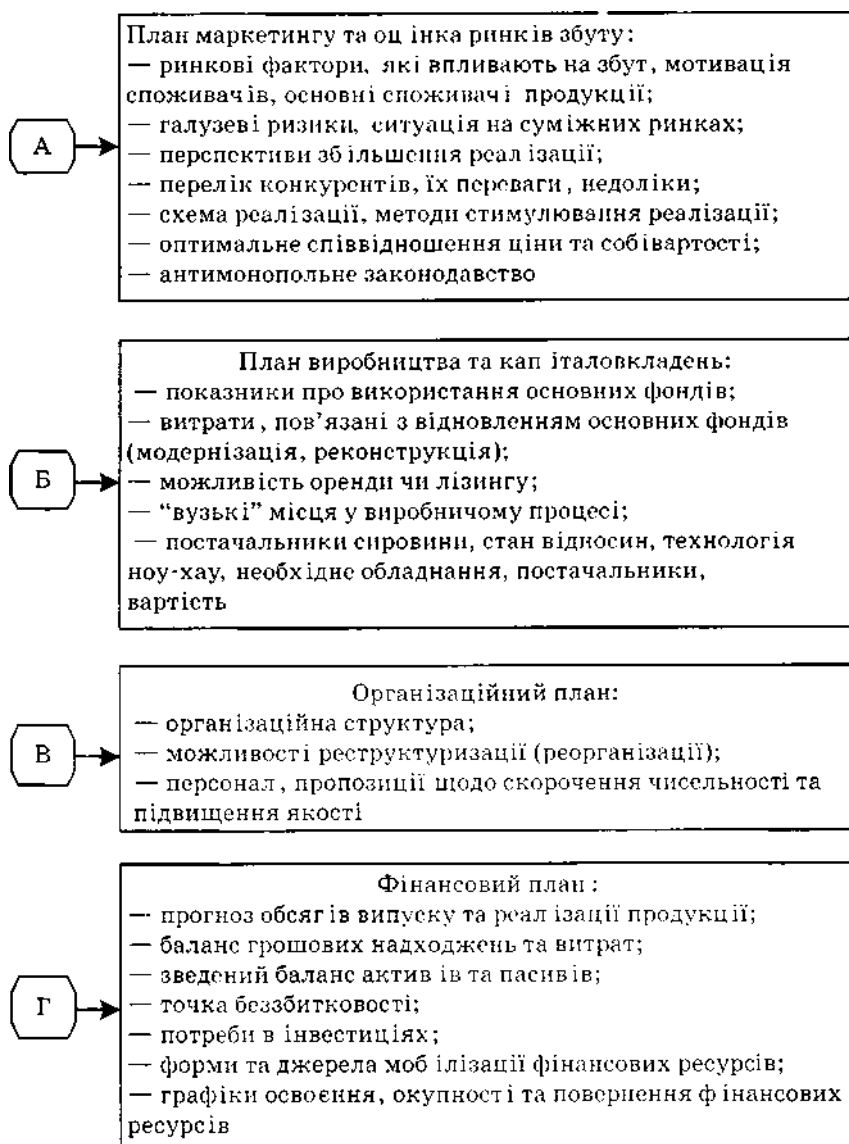 План маркетингу та оцінка ринків збуту:
— ринкові фактори, які впливають на збут, мотивація
споживачів, основні споживачі продукції;
— галузеві ризики, ситуація на суміжних ринках;
— перспективи збільшення реалізації;
— перелік конкурентів, їх переваги, недоліки;
— схема реалізації, методи стимулювання реалізації;
— оптимальне співвідношення ціни та собівартості;
— антимонопольне законодавство
А
План виробництва та капіталовкладень:
— показники про використання основних фондів;
— витрати, пов’язані з відновленням основних фондів
(модернізація, реконструкція);
— можливість оренди чи лізингу;
— “вузькі” місця у виробничому процесі;
— постачальники сировини, стан відносин, технологія
ноу-хау, необхідне обладнання, постачальники,
вартість
Б
Організаційний план:
— організаційна структура;
— можливості реструктуризації (реорганізації);
— персонал, пропозиції щодо скорочення чисельності та
підвищення якості
В
Фінансовий план:
— прогноз обсягів випуску та реалізації продукції;
— баланс грошових надходжень та витрат;
— зведений баланс активів та пасивів;
— точка беззбитковості;
— потреби в інвестиціях;
— форми та джерела мобілізації фінансових ресурсів;
— графіки освоєння, окупності та повернення фінансових
ресурсів
Г